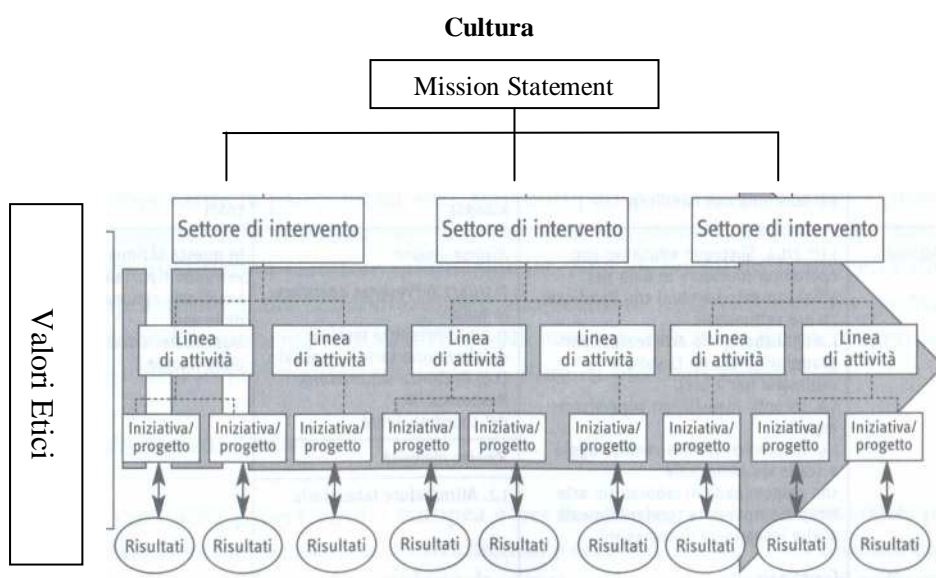 Cultura
Mission Statement
Valori Etici
Settore di intervento
Settore di intervento
Settore di intervento
Linea
di attività
Linea
di attività
Linea
di attività
Linea
di attività
Linea
di attività
Linea
di attività
Iniziativa/
progetto
Iniziativa/
progetto
Iniziativa/
progetto
Iniziativa/
progetto
Iniziativa/
progetto
Iniziativa/
progetto
Iniziativa/
progetto
Iniziativa/
progetto
Iniziativa/
progetto
Risultati
Risultati
Risultati
Risultati
Risultati
Risultati
Risultati
Risultati
Risultati